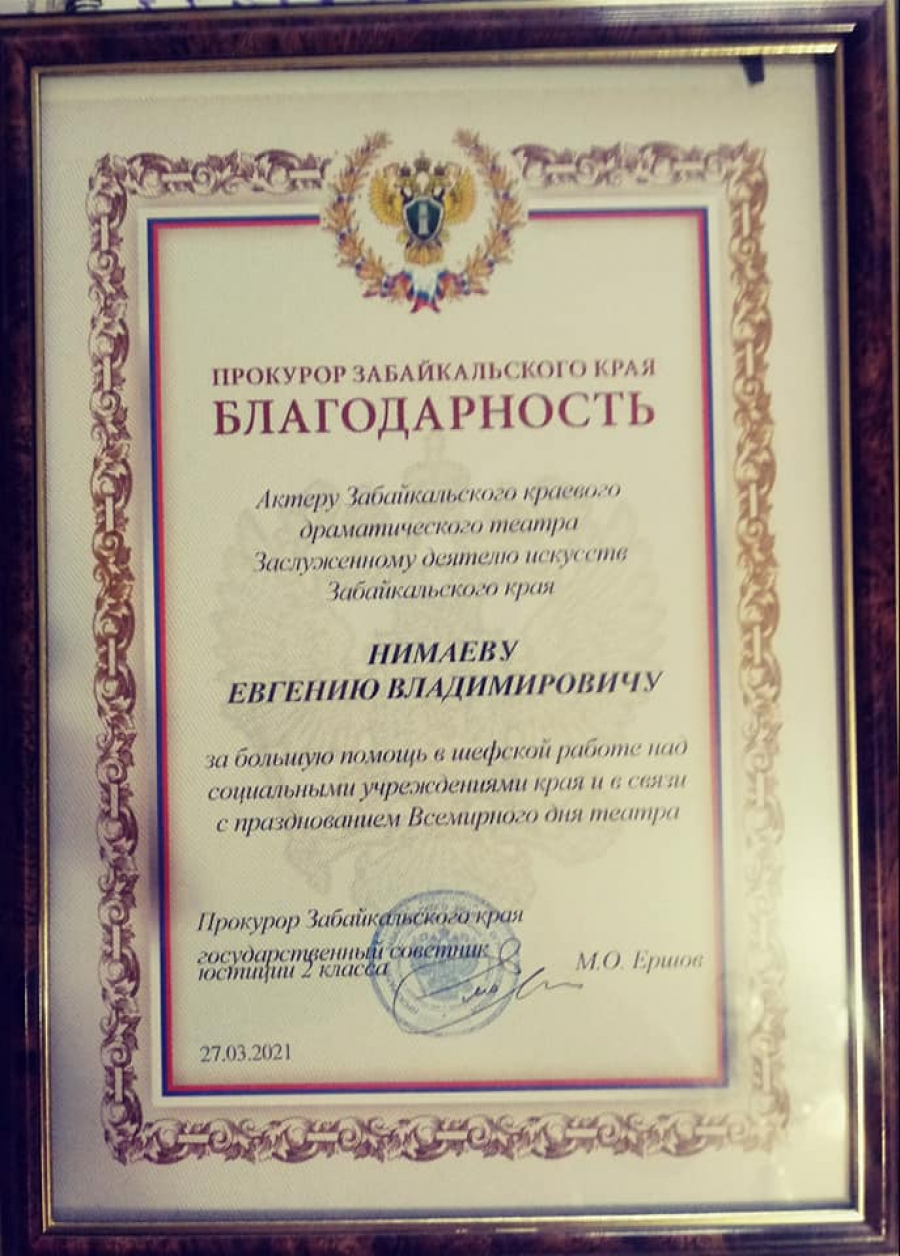 ПРОКУРОР ЗАБАЙКАЛЬСКОГО КРАЯ
БЛАГОДАРНОСТЬ
Актеру Забайкальского краевого
драматического театра
Заслуженному деятелю искусств
Забайкальского края
НИМАЕВУ
ЕВГЕНИЮ ВЛАДИМИРОВИЧУ
за большую помощь в шефской работе над
социальными учреждениями края и в связи
с празднованием Всемирного дня театра
Прокурор Забайкальского края
государственный советник
юстиции 2 класса
М.О. Ершов
27.03.2021